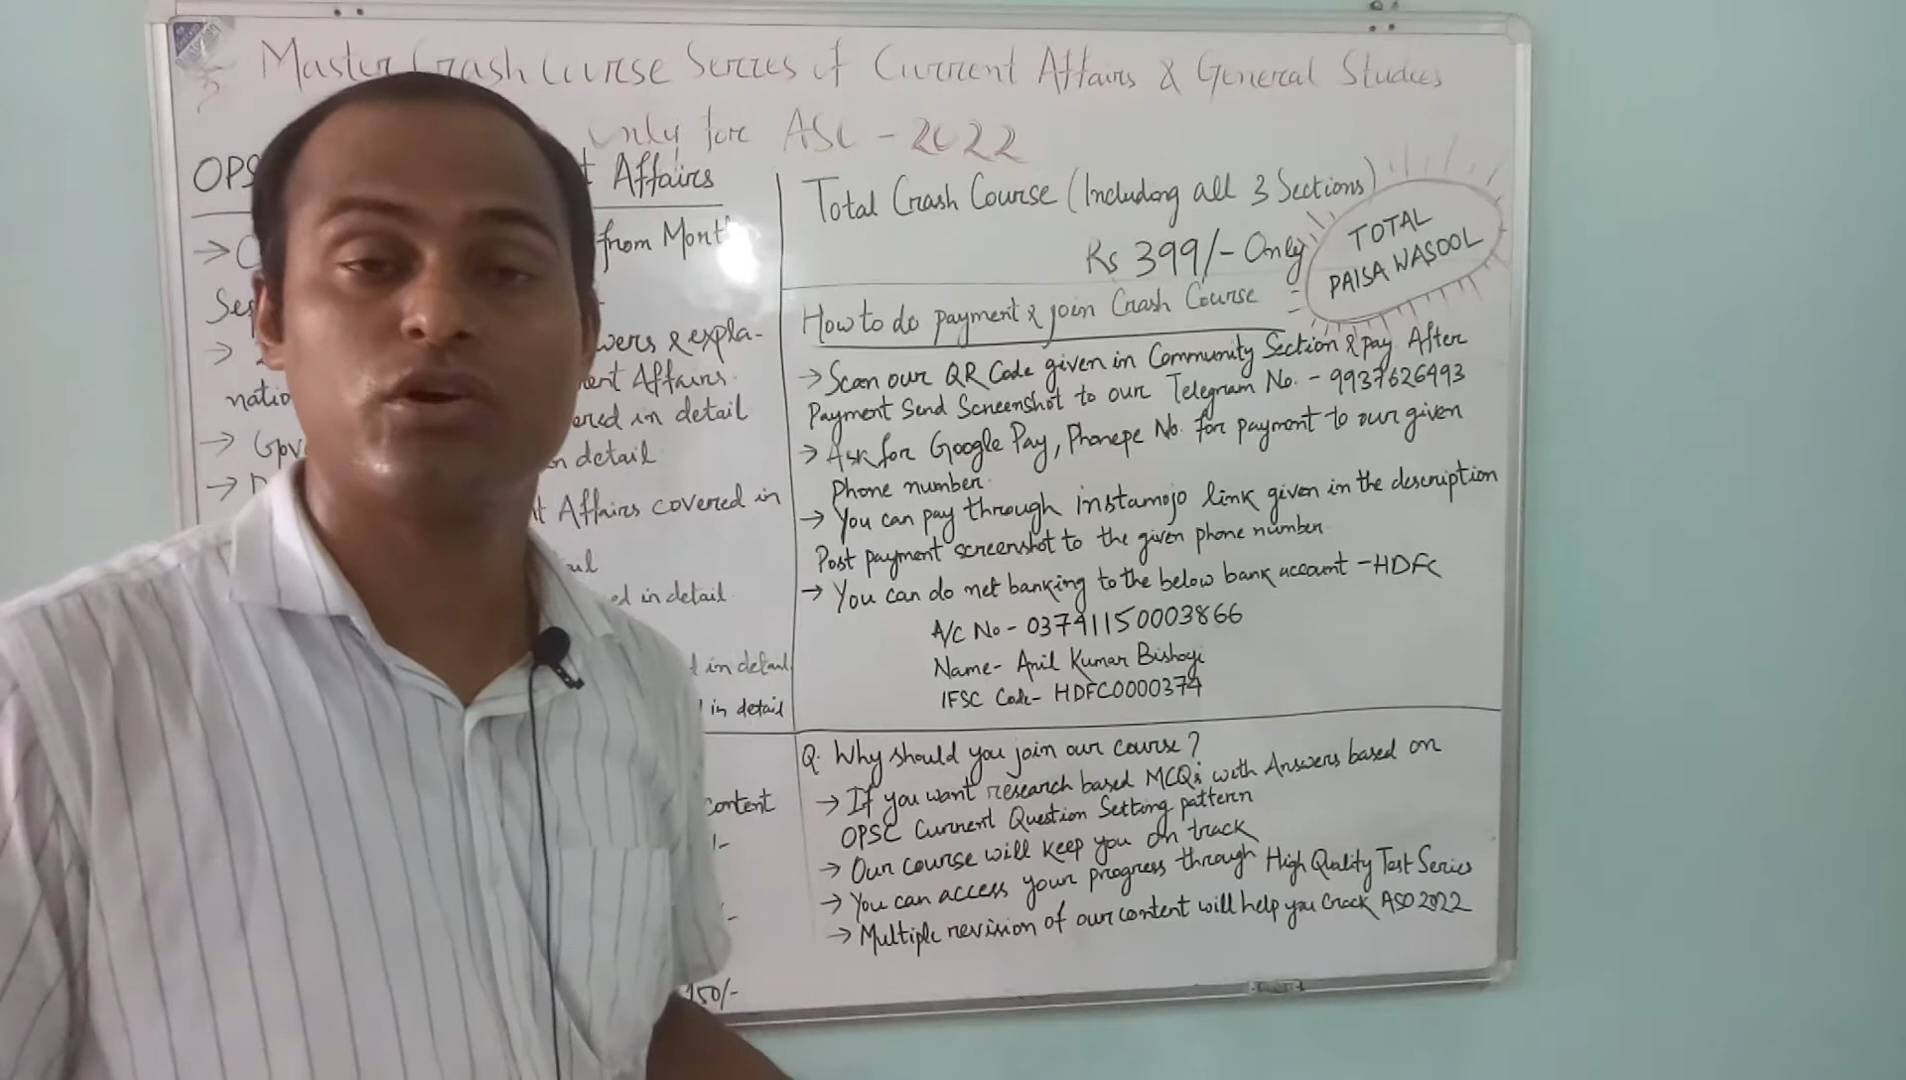 Master Crash Course Series of Current Affairs & General Studies
only for ASO - 2022
OPS
Affairs
from Month
wers & expla-
natio
Affairs
ered in detail
in detail
Affairs covered in
ed in detail
in detail
in detail
content
150/-
Total Crash Course (Including all 3 Sections)
Rs 399/- Only
TOTAL
PAISA WASOOL
How to do payment & join Crash Course
→ Scan our QR Code given in Community Section & pay After
Payment Send Screenshot to our Telegram No. - 9937626493
→ Ask for Google Pay, Phonepe No. for payment to our given
Phone number.
→ You can pay through instamojo link given in the description
Post payment screenshot to the given phone number
→ You can do net banking to the below bank account - HDFC
A/C No - 03741150003866
Name- Anil Kumar Bishoyi
IFSC Code- HDFC0000374
Q. Why should you join our course?
→ If you want research based MCQs with Answers based on
OPSC Current Question Setting pattern
→ Our course will keep you on track
→ You can access your progress through High Quality Test Series
→ Multiple revision of our content will help you Crack ASO 2022